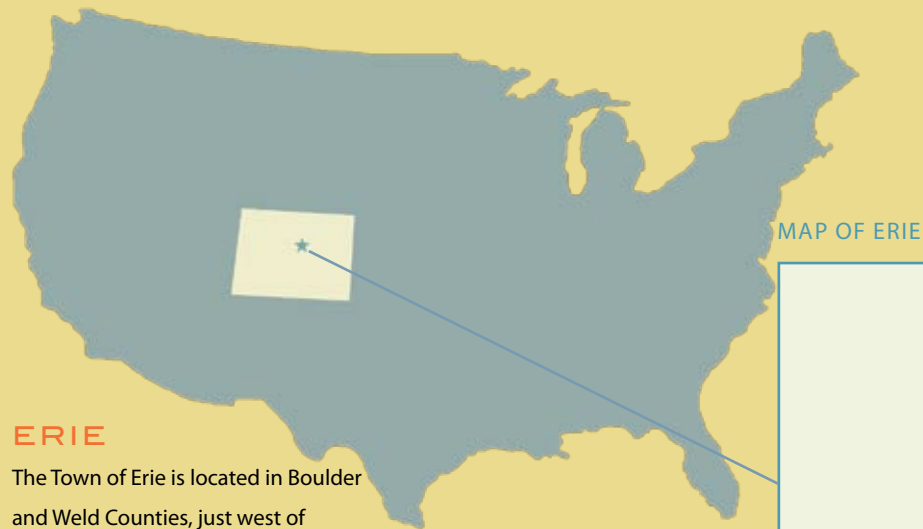 MAP OF ERIE
ERIE
The Town of Erie is located in Boulder
and Weld Counties, just west of